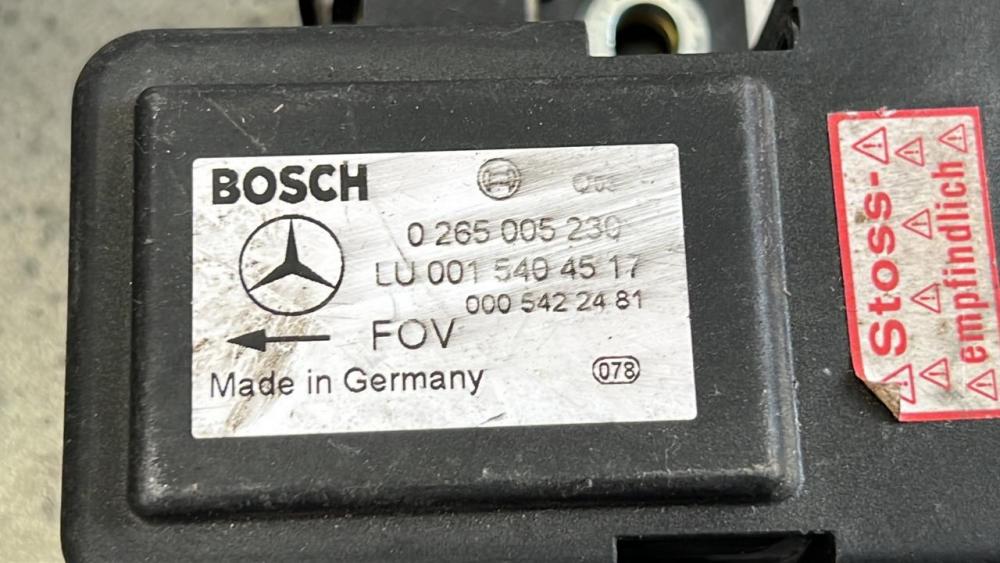 BOSCH
0 265 005 230
LU 001 540 45 17
000 542 24 81
FOV
Made in Germany
078
Stoss-
empfindlich